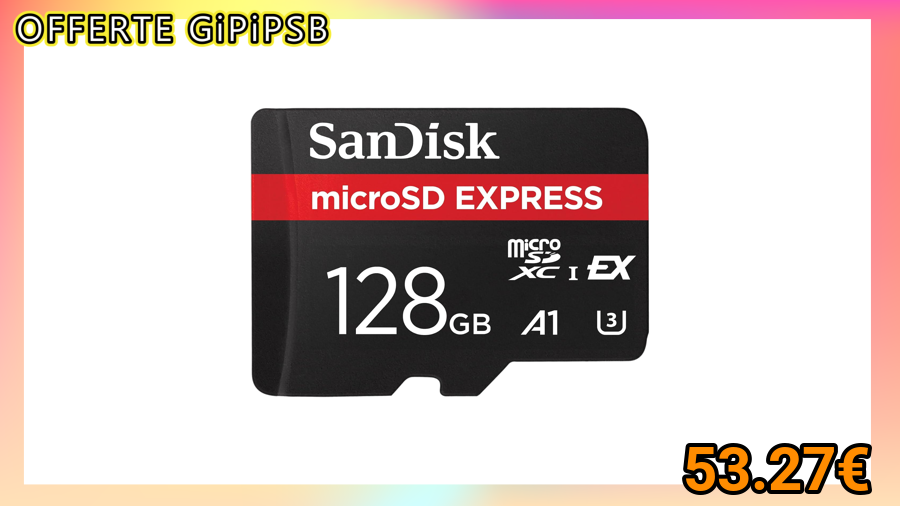 OFFERTE GiPiPSB
SanDisk
microSD EXPRESS
micro
SD
XC I EX
128GB A1 3
53.27€